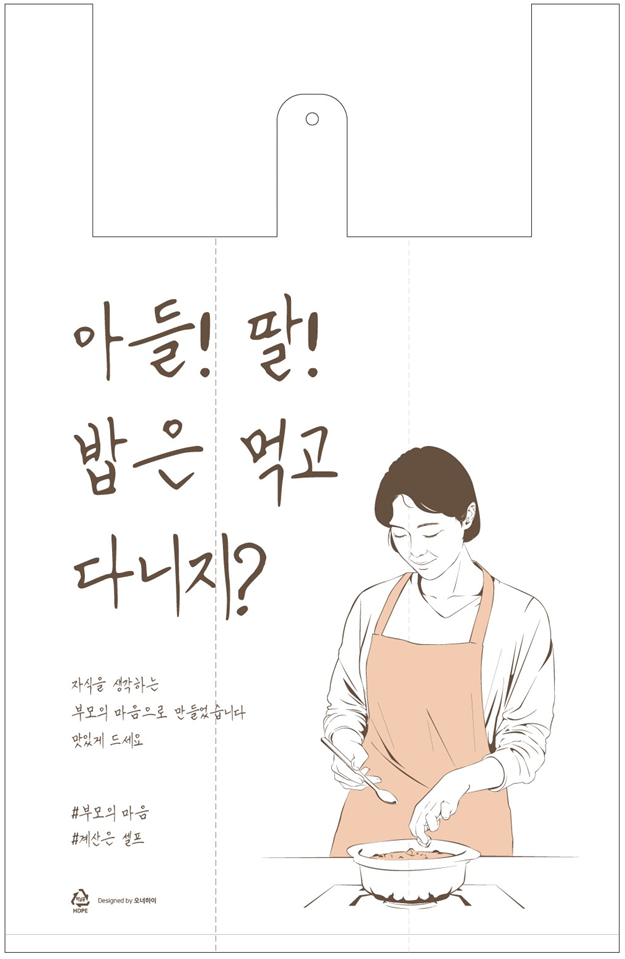 아들! 딸!
밥은 먹고
다니지?
자식을 생각하는
부모의 마음으로 만들었습니다
맛있게 드세요
#부모의 마음
#계산은 셀프
HDPE
Designed by 오너하이